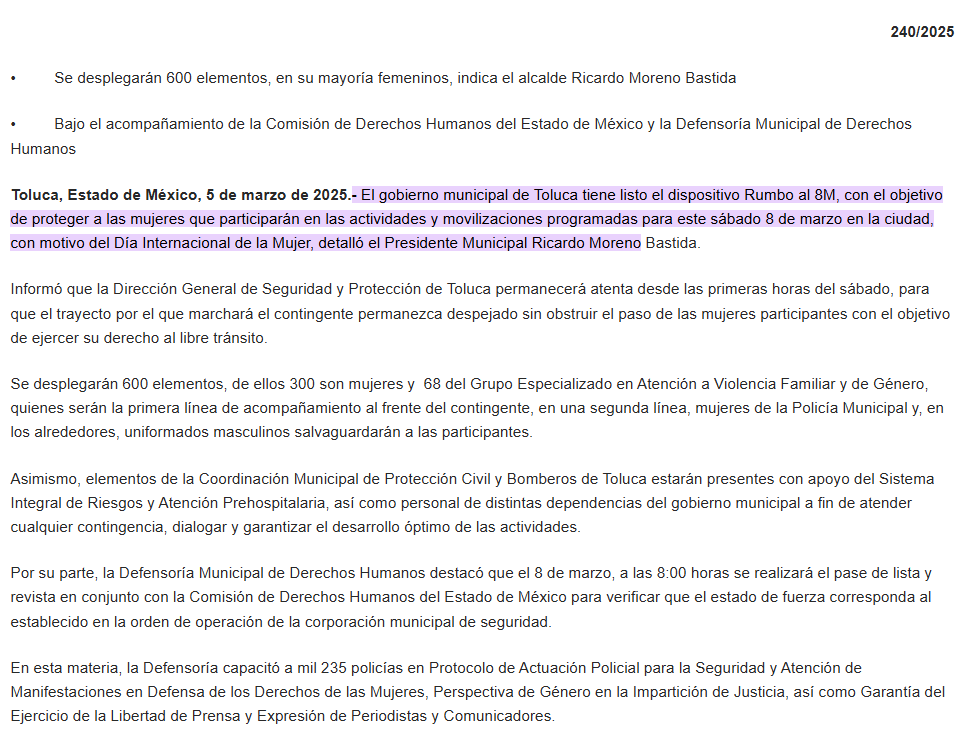 240/2025
• Se desplegarán 600 elementos, en su mayoría femeninos, indica el alcalde Ricardo Moreno Bastida
• Bajo el acompañamiento de la Comisión de Derechos Humanos del Estado de México y la Defensoría Municipal de Derechos
Humanos
Toluca, Estado de México, 5 de marzo de 2025.- El gobierno municipal de Toluca tiene listo el dispositivo Rumbo al 8M, con el objetivo
de proteger a las mujeres que participarán en las actividades y movilizaciones programadas para este sábado 8 de marzo en la ciudad,
con motivo del Día Internacional de la Mujer, detalló el Presidente Municipal Ricardo Moreno Bastida.
Informó que la Dirección General de Seguridad y Protección de Toluca permanecerá atenta desde las primeras horas del sábado, para
que el trayecto por el que marchará el contingente permanezca despejado sin obstruir el paso de las mujeres participantes con el objetivo
de ejercer su derecho al libre tránsito.
Se desplegarán 600 elementos, de ellos 300 son mujeres y  68 del Grupo Especializado en Atención a Violencia Familiar y de Género,
quienes serán la primera línea de acompañamiento al frente del contingente, en una segunda línea, mujeres de la Policía Municipal y, en
los alrededores, uniformados masculinos salvaguardarán a las participantes.
Asimismo, elementos de la Coordinación Municipal de Protección Civil y Bomberos de Toluca estarán presentes con apoyo del Sistema
Integral de Riesgos y Atención Prehospitalaria, así como personal de distintas dependencias del gobierno municipal a fin de atender
cualquier contingencia, dialogar y garantizar el desarrollo óptimo de las actividades.
Por su parte, la Defensoría Municipal de Derechos Humanos destacó que el 8 de marzo, a las 8:00 horas se realizará el pase de lista y
revista en conjunto con la Comisión de Derechos Humanos del Estado de México para verificar que el estado de fuerza corresponda al
establecido en la orden de operación de la corporación municipal de seguridad.
En esta materia, la Defensoría capacitó a mil 235 policías en Protocolo de Actuación Policial para la Seguridad y Atención de
Manifestaciones en Defensa de los Derechos de las Mujeres, Perspectiva de Género en la Impartición de Justicia, así como Garantía del
Ejercicio de la Libertad de Prensa y Expresión de Periodistas y Comunicadores.